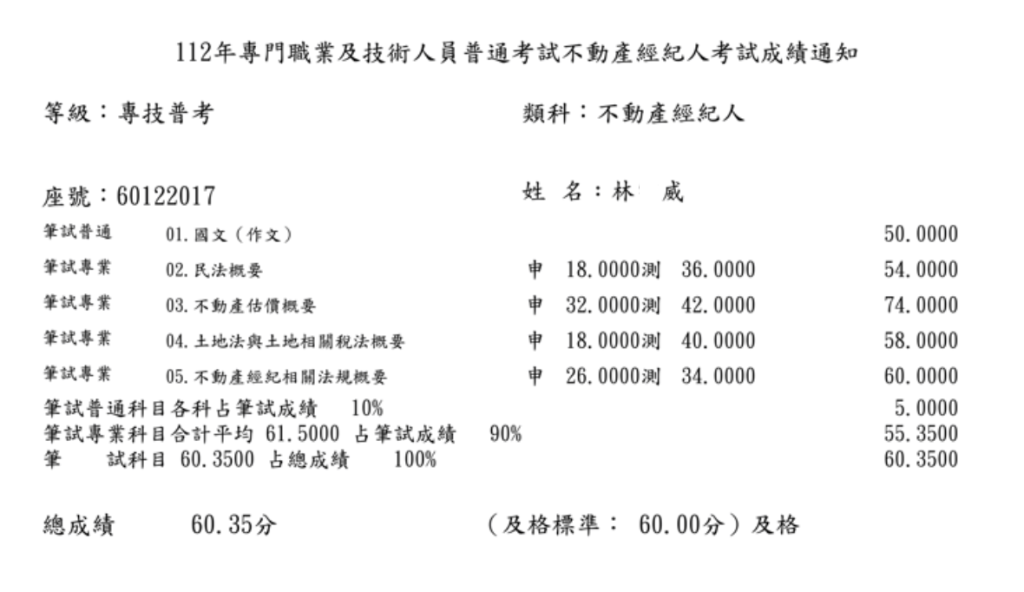 112年專門職業及技術人員普通考試不動產經紀人考試成績通知
等級：專技普考 類科：不動產經紀人
座號：60122017 姓 名：林 威
筆試普通 01.國文（作文） 50.0000
筆試專業 02.民法概要 申 18.0000測 36.0000 54.0000
筆試專業 03.不動產估價概要 申 32.0000測 42.0000 74.0000
筆試專業 04.土地法與土地相關稅法概要 申 18.0000測 40.0000 58.0000
筆試專業 05.不動產經紀相關法規概要 申 26.0000測 34.0000 60.0000
筆試普通科目各科占筆試成績 10% 5.0000
筆試專業科目合計平均 61.5000 占筆試成績 90% 55.3500
筆 試科目 60.3500 占總成績 100% 60.3500
總成績 60.35分 （及格標準： 60.00分）及格